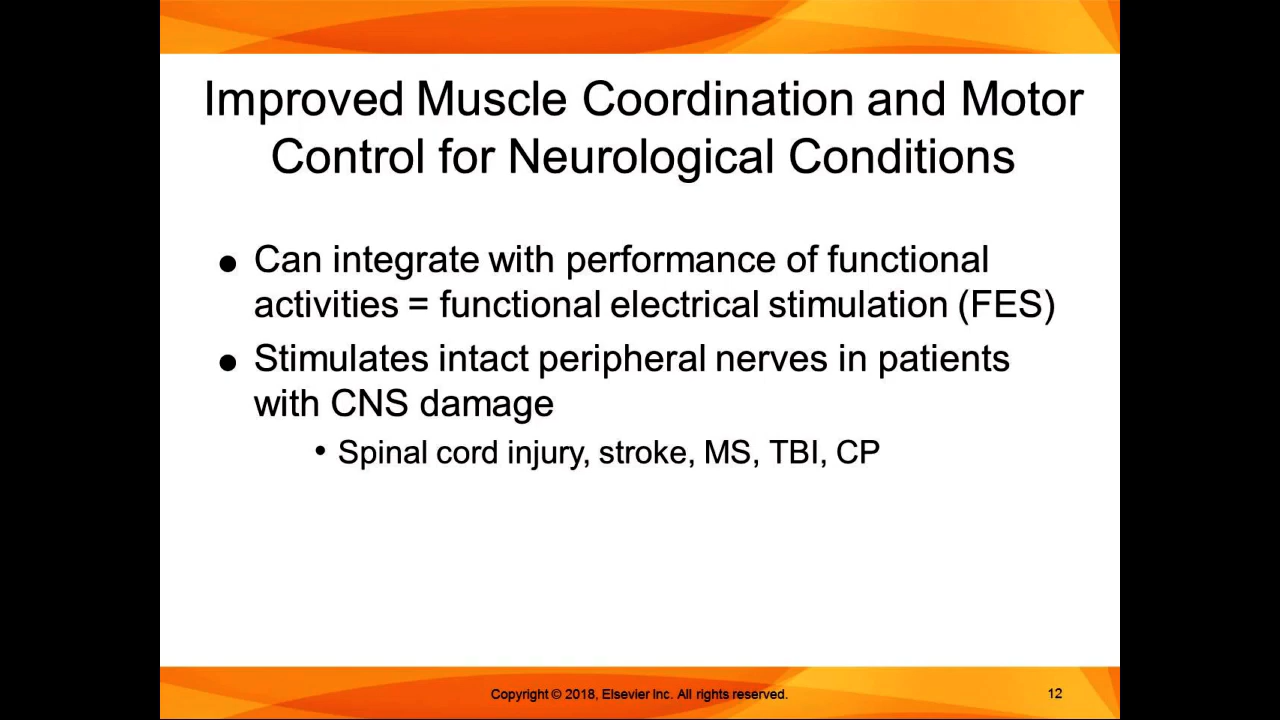 Improved Muscle Coordination and Motor
Control for Neurological Conditions
● Can integrate with performance of functional
activities = functional electrical stimulation (FES)
● Stimulates intact peripheral nerves in patients
with CNS damage
• Spinal cord injury, stroke, MS, TBI, CP
Copyright © 2018, Elsevier Inc. All rights reserved.
12